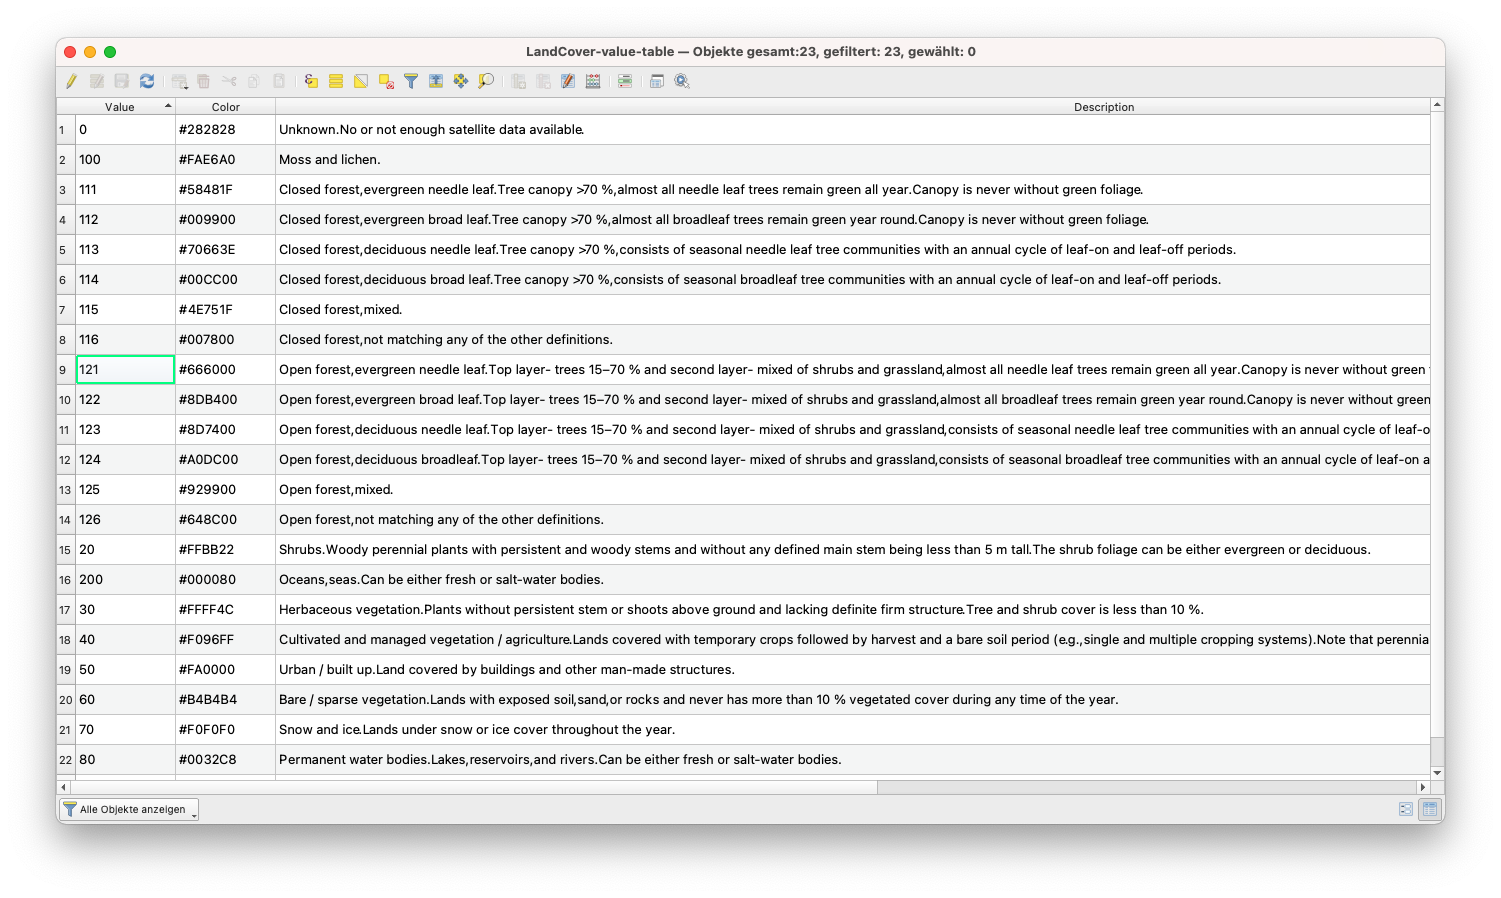 LandCover-value-table — Objekte gesamt:23, gefiltert: 23, gewählt: 0
Value Color Description
1 0 #282828 Unknown.No or not enough satellite data available.
2 100 #FAE6A0 Moss and lichen.
3 111 #58481F Closed forest,evergreen needle leaf.Tree canopy >70 %,almost all needle leaf trees remain green all year.Canopy is never without green foliage.
4 112 #009900 Closed forest,evergreen broad leaf.Tree canopy >70 %,almost all broadleaf trees remain green year round.Canopy is never without green foliage.
5 113 #70663E Closed forest,deciduous needle leaf.Tree canopy >70 %,consists of seasonal needle leaf tree communities with an annual cycle of leaf-on and leaf-off periods.
6 114 #00CC00 Closed forest,deciduous broad leaf.Tree canopy >70 %,consists of seasonal broadleaf tree communities with an annual cycle of leaf-on and leaf-off periods.
7 115 #4E751F Closed forest,mixed.
8 116 #007800 Closed forest,not matching any of the other definitions.
9 121 #666000 Open forest,evergreen needle leaf.Top layer- trees 15–70 % and second layer- mixed of shrubs and grassland,almost all needle leaf trees remain green all year.Canopy is never without green
10 122 #8DB400 Open forest,evergreen broad leaf.Top layer- trees 15–70 % and second layer- mixed of shrubs and grassland,almost all broadleaf trees remain green year round.Canopy is never without green
11 123 #8D7400 Open forest,deciduous needle leaf.Top layer- trees 15–70 % and second layer- mixed of shrubs and grassland,consists of seasonal needle leaf tree communities with an annual cycle of leaf-o
12 124 #A0DC00 Open forest,deciduous broadleaf.Top layer- trees 15–70 % and second layer- mixed of shrubs and grassland,consists of seasonal broadleaf tree communities with an annual cycle of leaf-on a
13 125 #929900 Open forest,mixed.
14 126 #648C00 Open forest,not matching any of the other definitions.
15 20 #FFBB22 Shrubs.Woody perennial plants with persistent and woody stems and without any defined main stem being less than 5 m tall.The shrub foliage can be either evergreen or deciduous.
16 200 #000080 Oceans,seas.Can be either fresh or salt-water bodies.
17 30 #FFFF4C Herbaceous vegetation.Plants without persistent stem or shoots above ground and lacking definite firm structure.Tree and shrub cover is less than 10 %.
18 40 #F096FF Cultivated and managed vegetation / agriculture.Lands covered with temporary crops followed by harvest and a bare soil period (e.g.,single and multiple cropping systems).Note that perennia
19 50 #FA0000 Urban / built up.Land covered by buildings and other man-made structures.
20 60 #B4B4B4 Bare / sparse vegetation.Lands with exposed soil,sand,or rocks and never has more than 10 % vegetated cover during any time of the year.
21 70 #F0F0F0 Snow and ice.Lands under snow or ice cover throughout the year.
22 80 #0032C8 Permanent water bodies.Lakes,reservoirs,and rivers.Can be either fresh or salt-water bodies.
Alle Objekte anzeigen